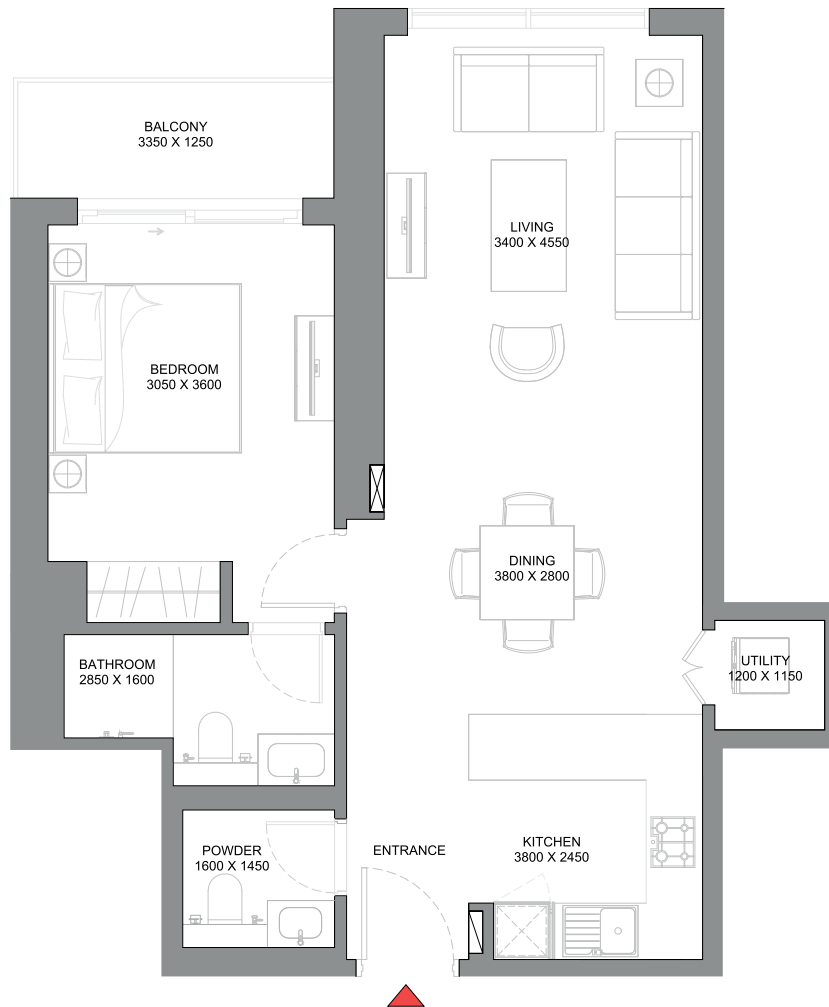 BALCONY
3350 X 1250
LIVING
3400 X 4550
BEDROOM
3050 X 3600
DINING
3800 X 2800
BATHROOM
2850 X 1600
UTILITY
1200 X 1150
POWDER
1600 X 1450
ENTRANCE
KITCHEN
3800 X 2450